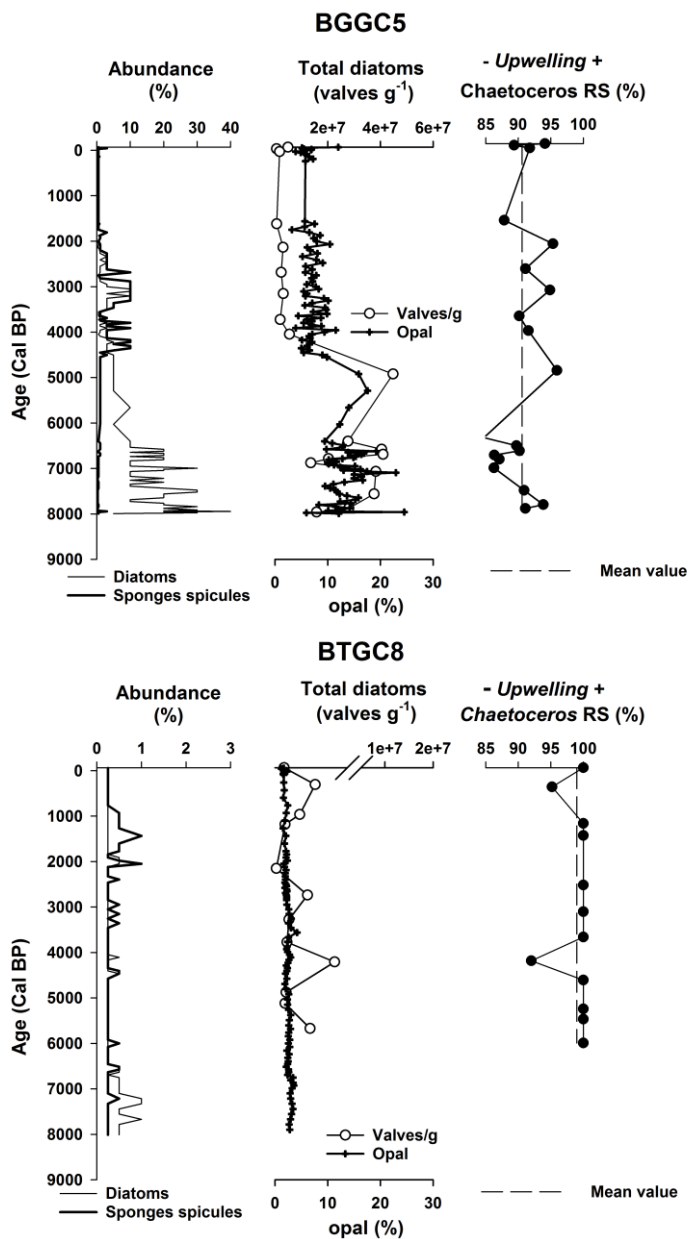 BGGC5
Abundance
(%)
Total diatoms
(valves g-1)
- Upwelling +
Chaetoceros RS (%)
0 10 20 30 40
2e+7 4e+7 6e+7
85 90 95 100
0
1000
2000
3000
4000
5000
6000
7000
8000
9000
Age (Cal BP)
Valves/g
Opal
Diatoms
Sponges spicules
0 10 20 30
opal (%)
Mean value
BTGC8
Abundance
(%)
Total diatoms
(valves g-1)
- Upwelling +
Chaetoceros RS (%)
0 1 2 3
1e+7 2e+7
85 90 95 100
0
1000
2000
3000
4000
5000
6000
7000
8000
9000
Age (Cal BP)
Valves/g
Opal
Diatoms
Sponges spicules
0 5 10 15 20 25 30
opal (%)
Mean value